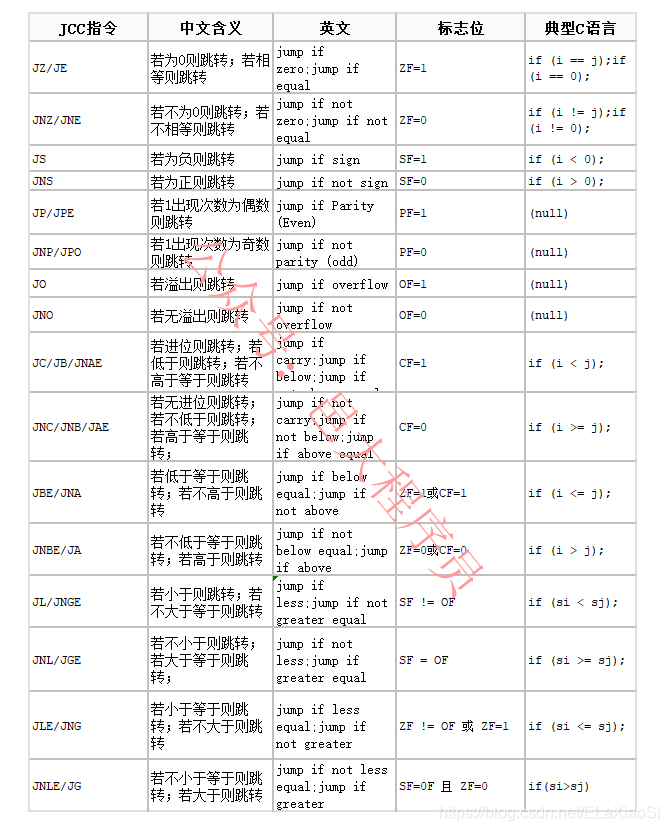 JCC指令 中文含义 英文 标志位 典型C语言
JZ/JE 若为0则跳转；若相等则跳转 jump if zero;jump if equal ZF=1 if (i == j);if (i == 0);
JNZ/JNE 若不为0则跳转；若不相等则跳转 jump if not zero;jump if not equal ZF=0 if (i != j);if (i != 0);
JS 若为负则跳转 jump if sign SF=1 if (i < 0);
JNS 若为正则跳转 jump if not sign SF=0 if (i > 0);
JP/JPE 若1出现次数为偶数则跳转 jump if Parity (Even) PF=1 (null)
JNP/JPO 若1出现次数为奇数则跳转 jump if not parity (odd) PF=0 (null)
JO 若溢出则跳转 jump if overflow OF=1 (null)
JNO 若无溢出则跳转 jump if not overflow OF=0 (null)
JC/JB/JNAE 若进位则跳转；若低于则跳转；若不高于等于则跳转 jump if carry;jump if below;jump if CF=1 if (i < j);
JNC/JNB/JAE 若无进位则跳转；若不低于则跳转；若高于等于则跳转； jump if not carry;jump if not below;jump if above equal CF=0 if (i >= j);
JBE/JNA 若低于等于则跳转；若不高于则跳转 jump if below equal;jump if not above ZF=1或CF=1 if (i <= j);
JNBE/JA 若不低于等于则跳转；若高于则跳转 jump if not below equal;jump if above ZF=0或CF=0 if (i > j);
JL/JNGE 若小于则跳转；若不大于等于则跳转 jump if less;jump if not greater equal SF != OF if (si < sj);
JNL/JGE 若不小于则跳转；若大于等于则跳转； jump if not less;jump if greater equal SF = OF if (si >= sj);
JLE/JNG 若小于等于则跳转；若不大于则跳转 jump if less equal;jump if not greater ZF != OF 或 ZF=1 if (si <= sj);
JNLE/JG 若不小于等于则跳转；若大于则跳转 jump if not less equal;jump if greater SF=0F 且 ZF=0 if(si>sj)
公众号：邑大程序员
https://blog.csdn.net/ELaXiaoSi